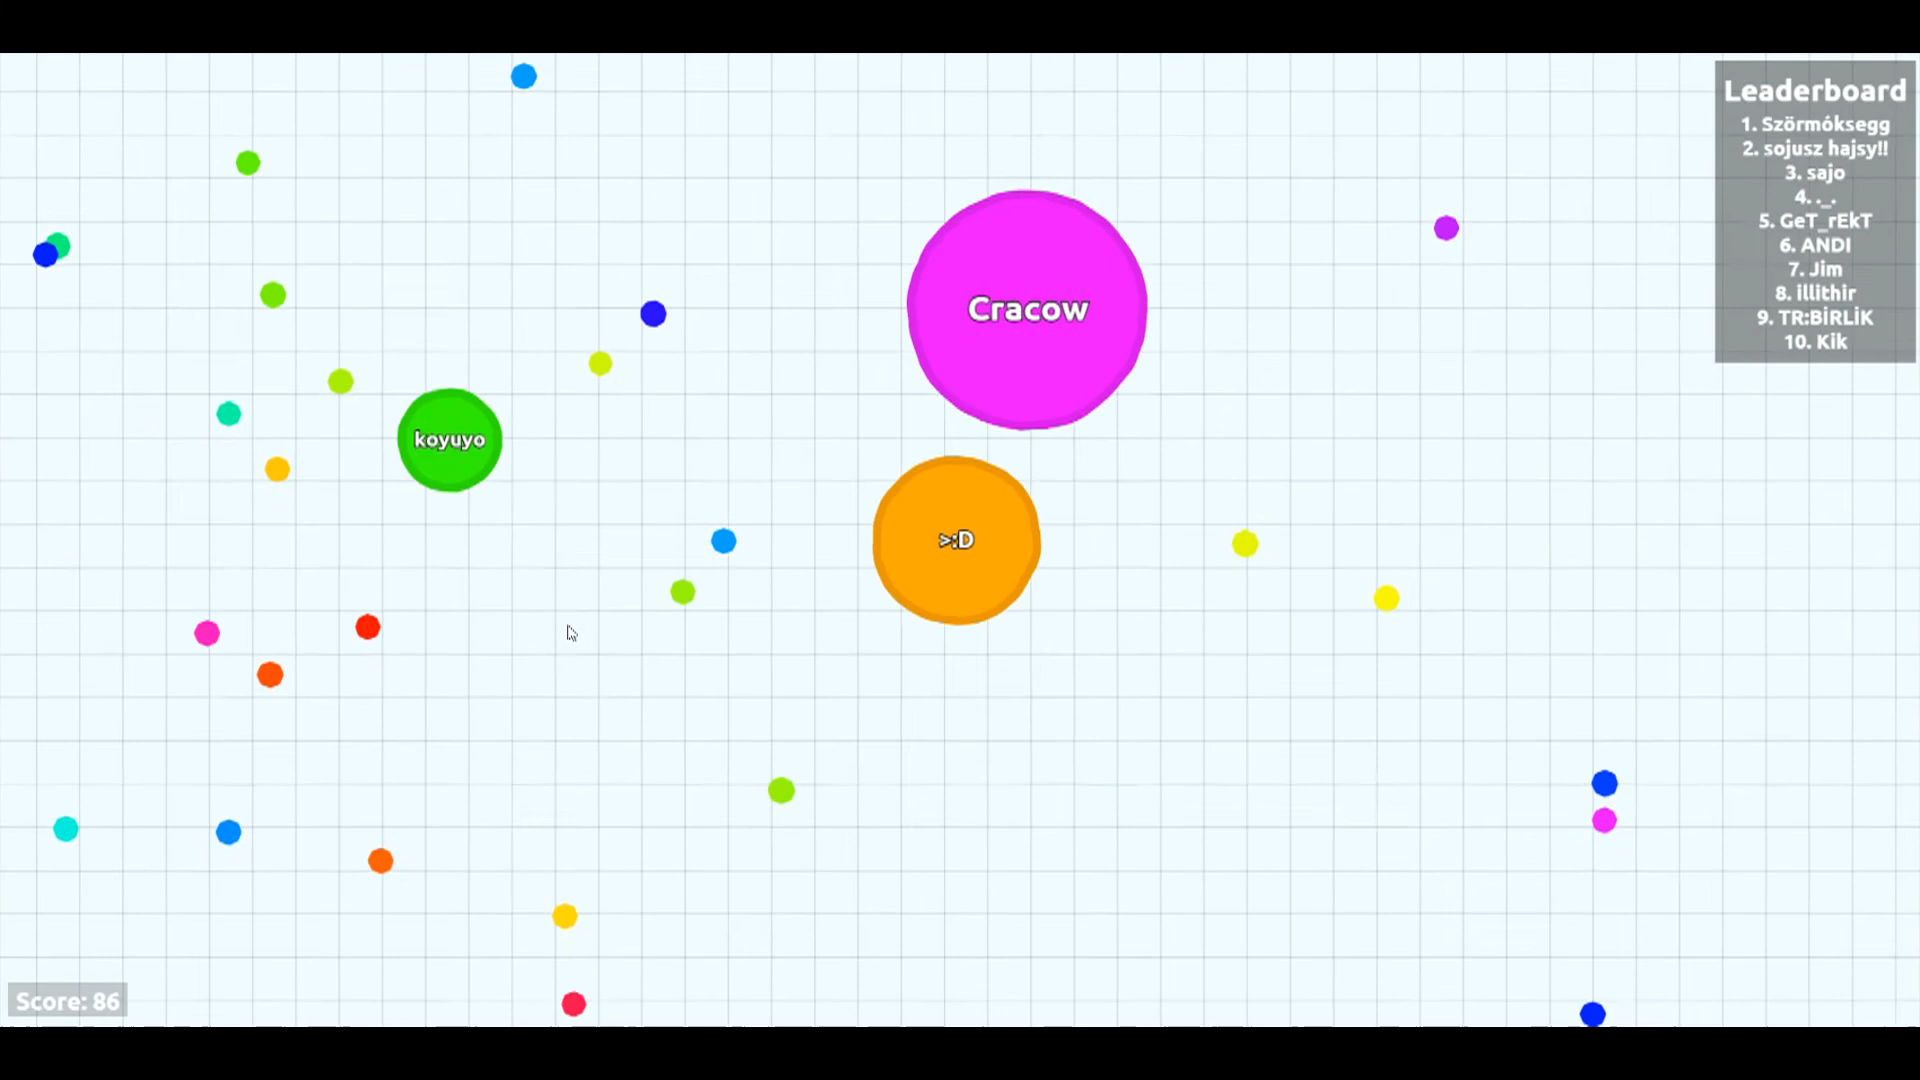 Leaderboard
1. Szörmóksegg
2. sojusz hajsy!!
3. sajo
4. ._.
5. GeT_rEkT
6. ANDI
7. Jim
8. illithir
9. TR:BİRLİK
10. Kik
Cracow
koyuyo
>:D
Score: 86